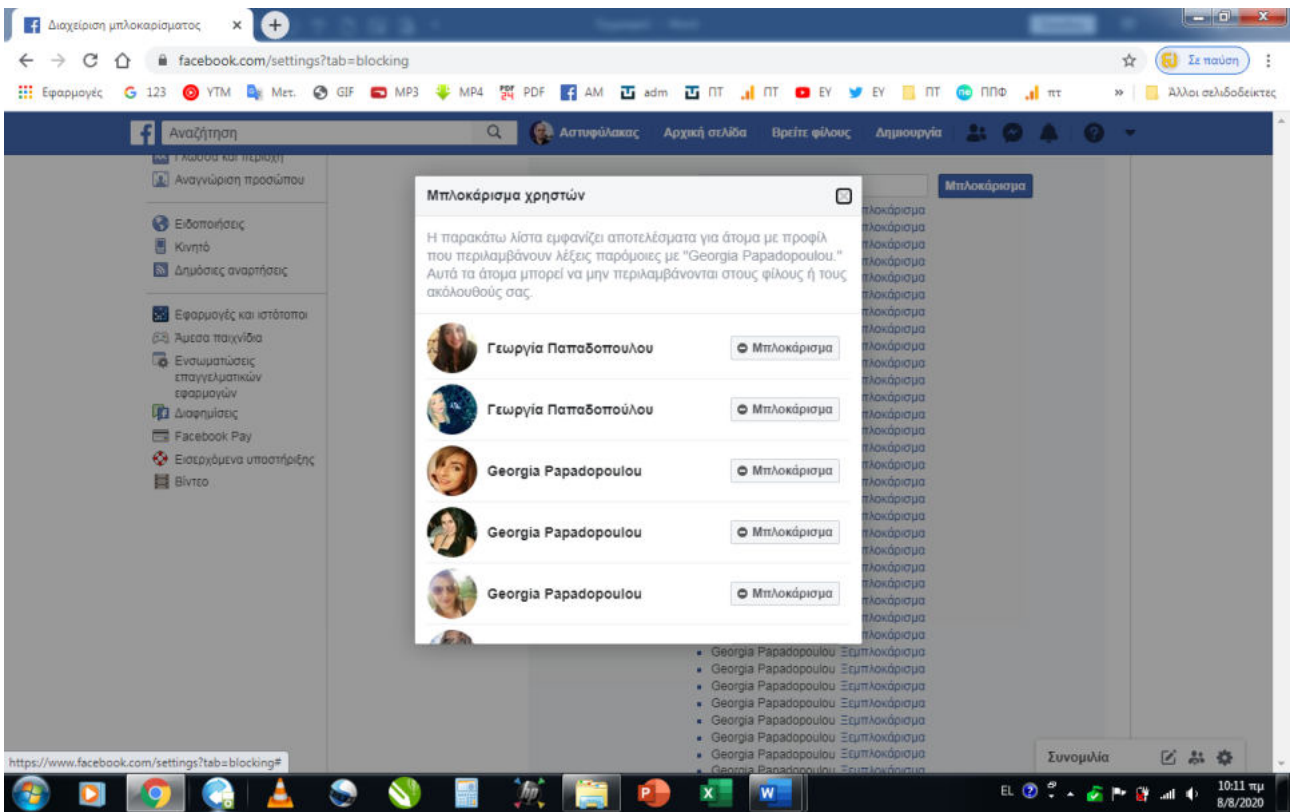 Διαχείριση μπλοκαρίσματος
facebook.com/settings?tab=blocking
Σε παύση
Εφαρμογές 123 YTM Μετ. GIF MP3 MP4 PDF AM adm ΠΤ ΠΤ ΕΥ ΕΥ ΠΤ ΠΠΦ πτ » Άλλοι σελιδοδείκτες
Αναζήτηση
Αστυφύλακας Αρχική σελίδα Βρείτε φίλους Δημιουργία
Γλώσσα και περιοχή
Αναγνώριση προσώπου
Ειδοποιήσεις
Κινητό
Δημόσιες αναρτήσεις
Εφαρμογές και ιστότοποι
Άμεσα παιχνίδια
Ενσωματώσεις
επαγγελματικών
εφαρμογών
Διαφημίσεις
Facebook Pay
Εισερχόμενα υποστήριξης
Βίντεο
Μπλοκάρισμα χρηστών
Μπλοκάρισμα
Η παρακάτω λίστα εμφανίζει αποτελέσματα για άτομα με προφίλ
που περιλαμβάνουν λέξεις παρόμοιες με "Georgia Papadopoulou."
Αυτά τα άτομα μπορεί να μην περιλαμβάνονται στους φίλους ή τους
ακόλουθούς σας.
Γεωργία Παπαδοπουλου Μπλοκάρισμα
Γεωργία Παπαδοπούλου Μπλοκάρισμα
Georgia Papadopoulou Μπλοκάρισμα
Georgia Papadopoulou Μπλοκάρισμα
Georgia Papadopoulou Μπλοκάρισμα
Georgia Papadopoulou Ξεμπλοκάρισμα
Georgia Papadopoulou Ξεμπλοκάρισμα
Georgia Papadopoulou Ξεμπλοκάρισμα
Georgia Papadopoulou Ξεμπλοκάρισμα
Georgia Papadopoulou Ξεμπλοκάρισμα
Georgia Papadopoulou Ξεμπλοκάρισμα
Georgia Papadopoulou Ξεμπλοκάρισμα
Georgia Papadopoulou Ξεμπλοκάρισμα
Συνομιλία
https://www.facebook.com/settings?tab=blocking#
EL
10:11 πμ
8/8/2020